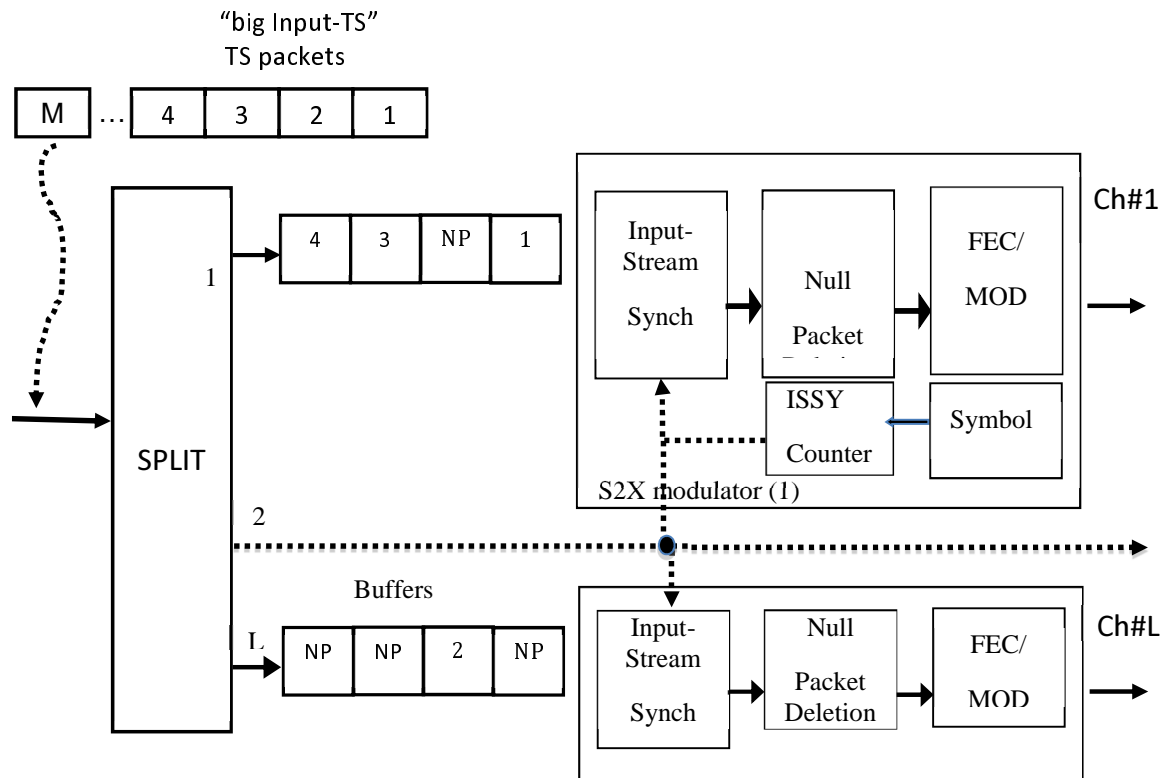 “big Input-TS”
TS packets
M ... 4 3 2 1
Ch#1
4 3 NP 1
1
Input-
Stream
Synch
Null
Packet
FEC/
MOD
ISSY
Counter
Symbol
S2X modulator (1)
SPLIT
2
Buffers
L
NP NP 2 NP
Input-
Stream
Synch
Null
Packet
Deletion
FEC/
MOD
Ch#L